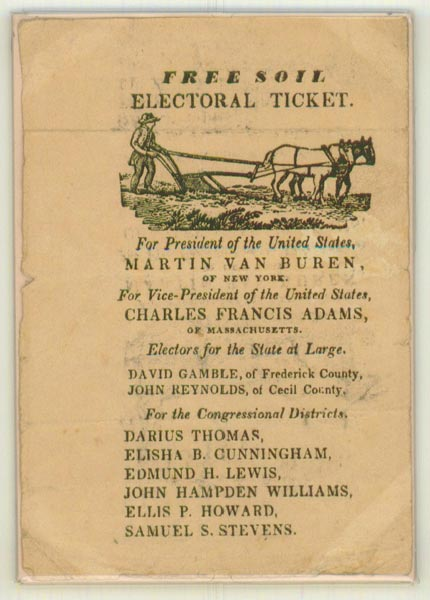 FREE SOIL
ELECTORAL TICKET.
For President of the United States,
MARTIN VAN BUREN,
OF NEW YORK.
For Vice-President of the United States,
CHARLES FRANCIS ADAMS,
OF MASSACHUSETTS.
Electors for the State at Large.
DAVID GAMBLE, of Frederick County,
JOHN REYNOLDS, of Cecil County.
For the Congressional Districts.
DARIUS THOMAS,
ELISHA B. CUNNINGHAM,
EDMUND H. LEWIS,
JOHN HAMPDEN WILLIAMS,
ELLIS P. HOWARD,
SAMUEL S. STEVENS.